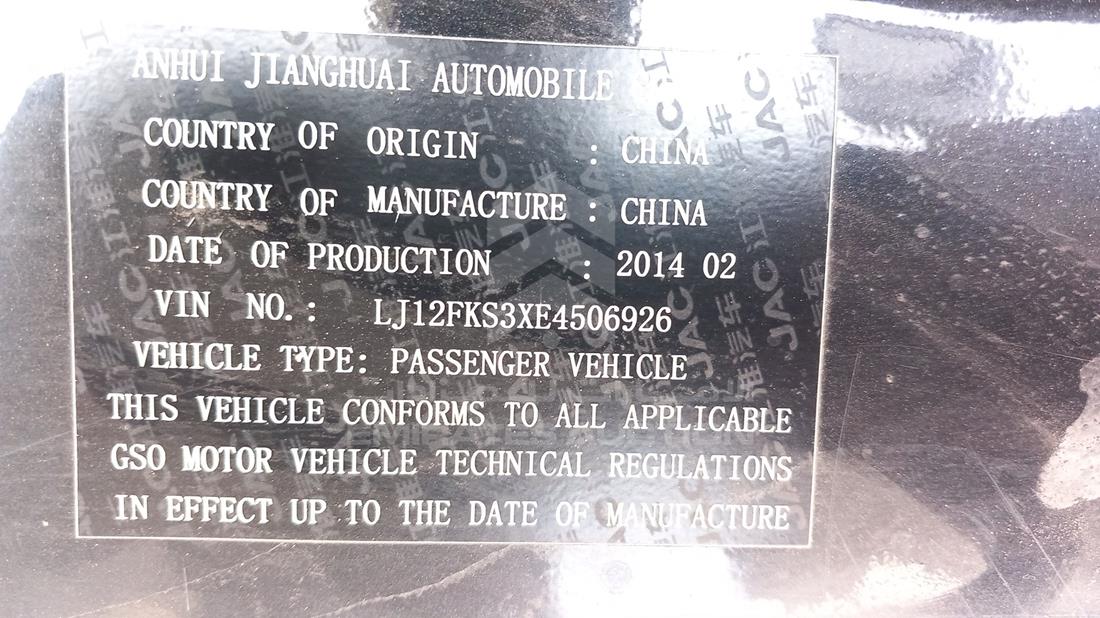 ANHUI JIANGHUAI AUTOMOBILE
COUNTRY OF ORIGIN : CHINA
COUNTRY OF MANUFACTURE : CHINA
DATE OF PRODUCTION : 2014 02
VIN NO.: LJ12FKS3XE4506926
VEHICLE TYPE: PASSENGER VEHICLE
THIS VEHICLE CONFORMS TO ALL APPLICABLE
GSO MOTOR VEHICLE TECHNICAL REGULATIONS
IN EFFECT UP TO THE DATE OF MANUFACTURE